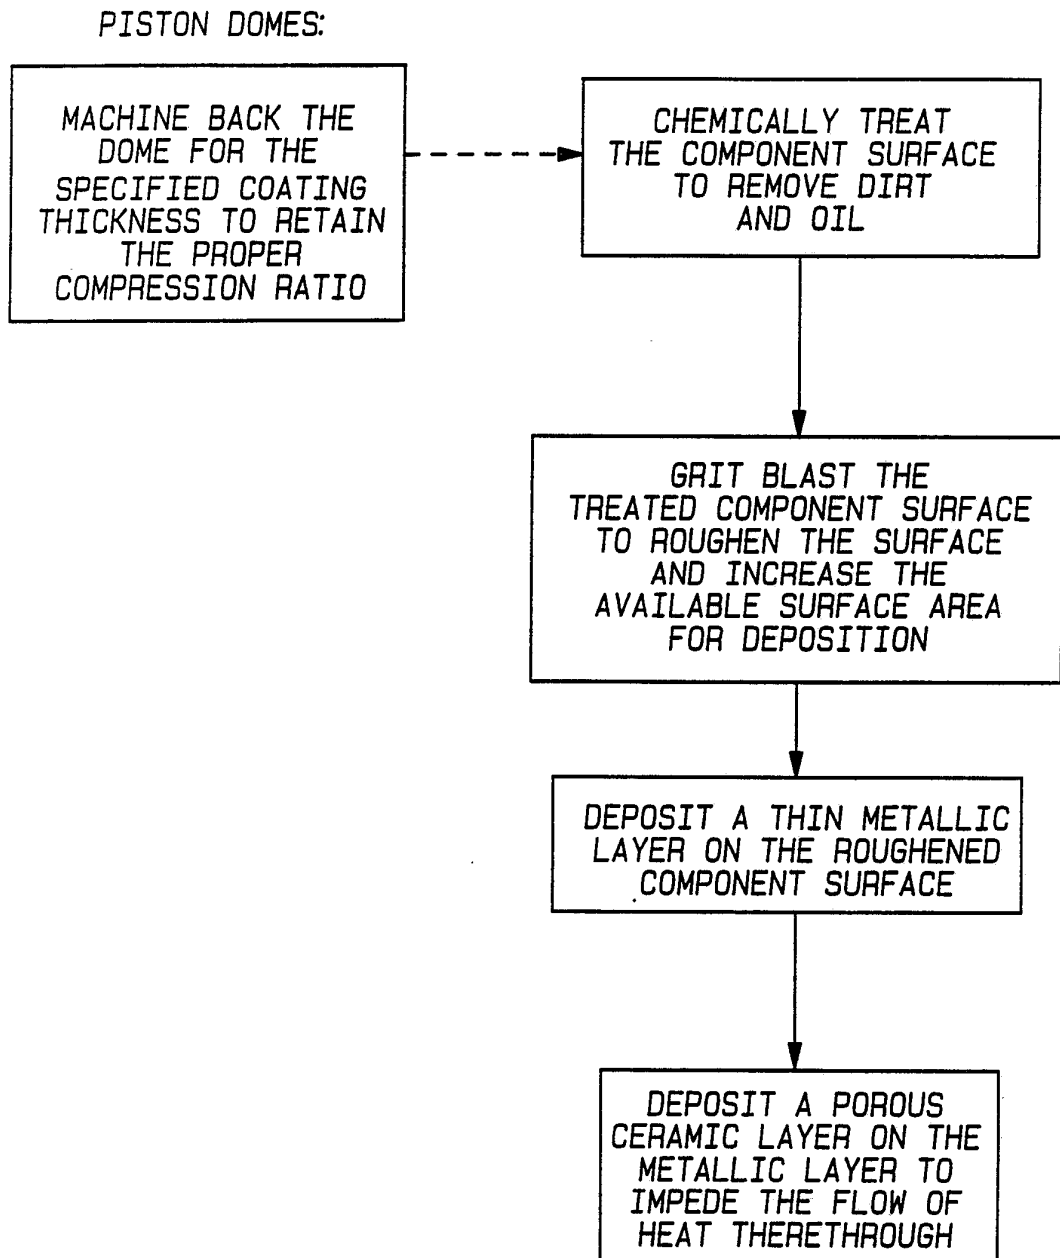 PISTON DOMES:
MACHINE BACK THE
DOME FOR THE
SPECIFIED COATING
THICKNESS TO RETAIN
THE PROPER
COMPRESSION RATIO
CHEMICALLY TREAT
THE COMPONENT SURFACE
TO REMOVE DIRT
AND OIL
GRIT BLAST THE
TREATED COMPONENT SURFACE
TO ROUGHEN THE SURFACE
AND INCREASE THE
AVAILABLE SURFACE AREA
FOR DEPOSITION
DEPOSIT A THIN METALLIC
LAYER ON THE ROUGHENED
COMPONENT SURFACE
DEPOSIT A POROUS
CERAMIC LAYER ON THE
METALLIC LAYER TO
IMPEDE THE FLOW OF
HEAT THERETHROUGH